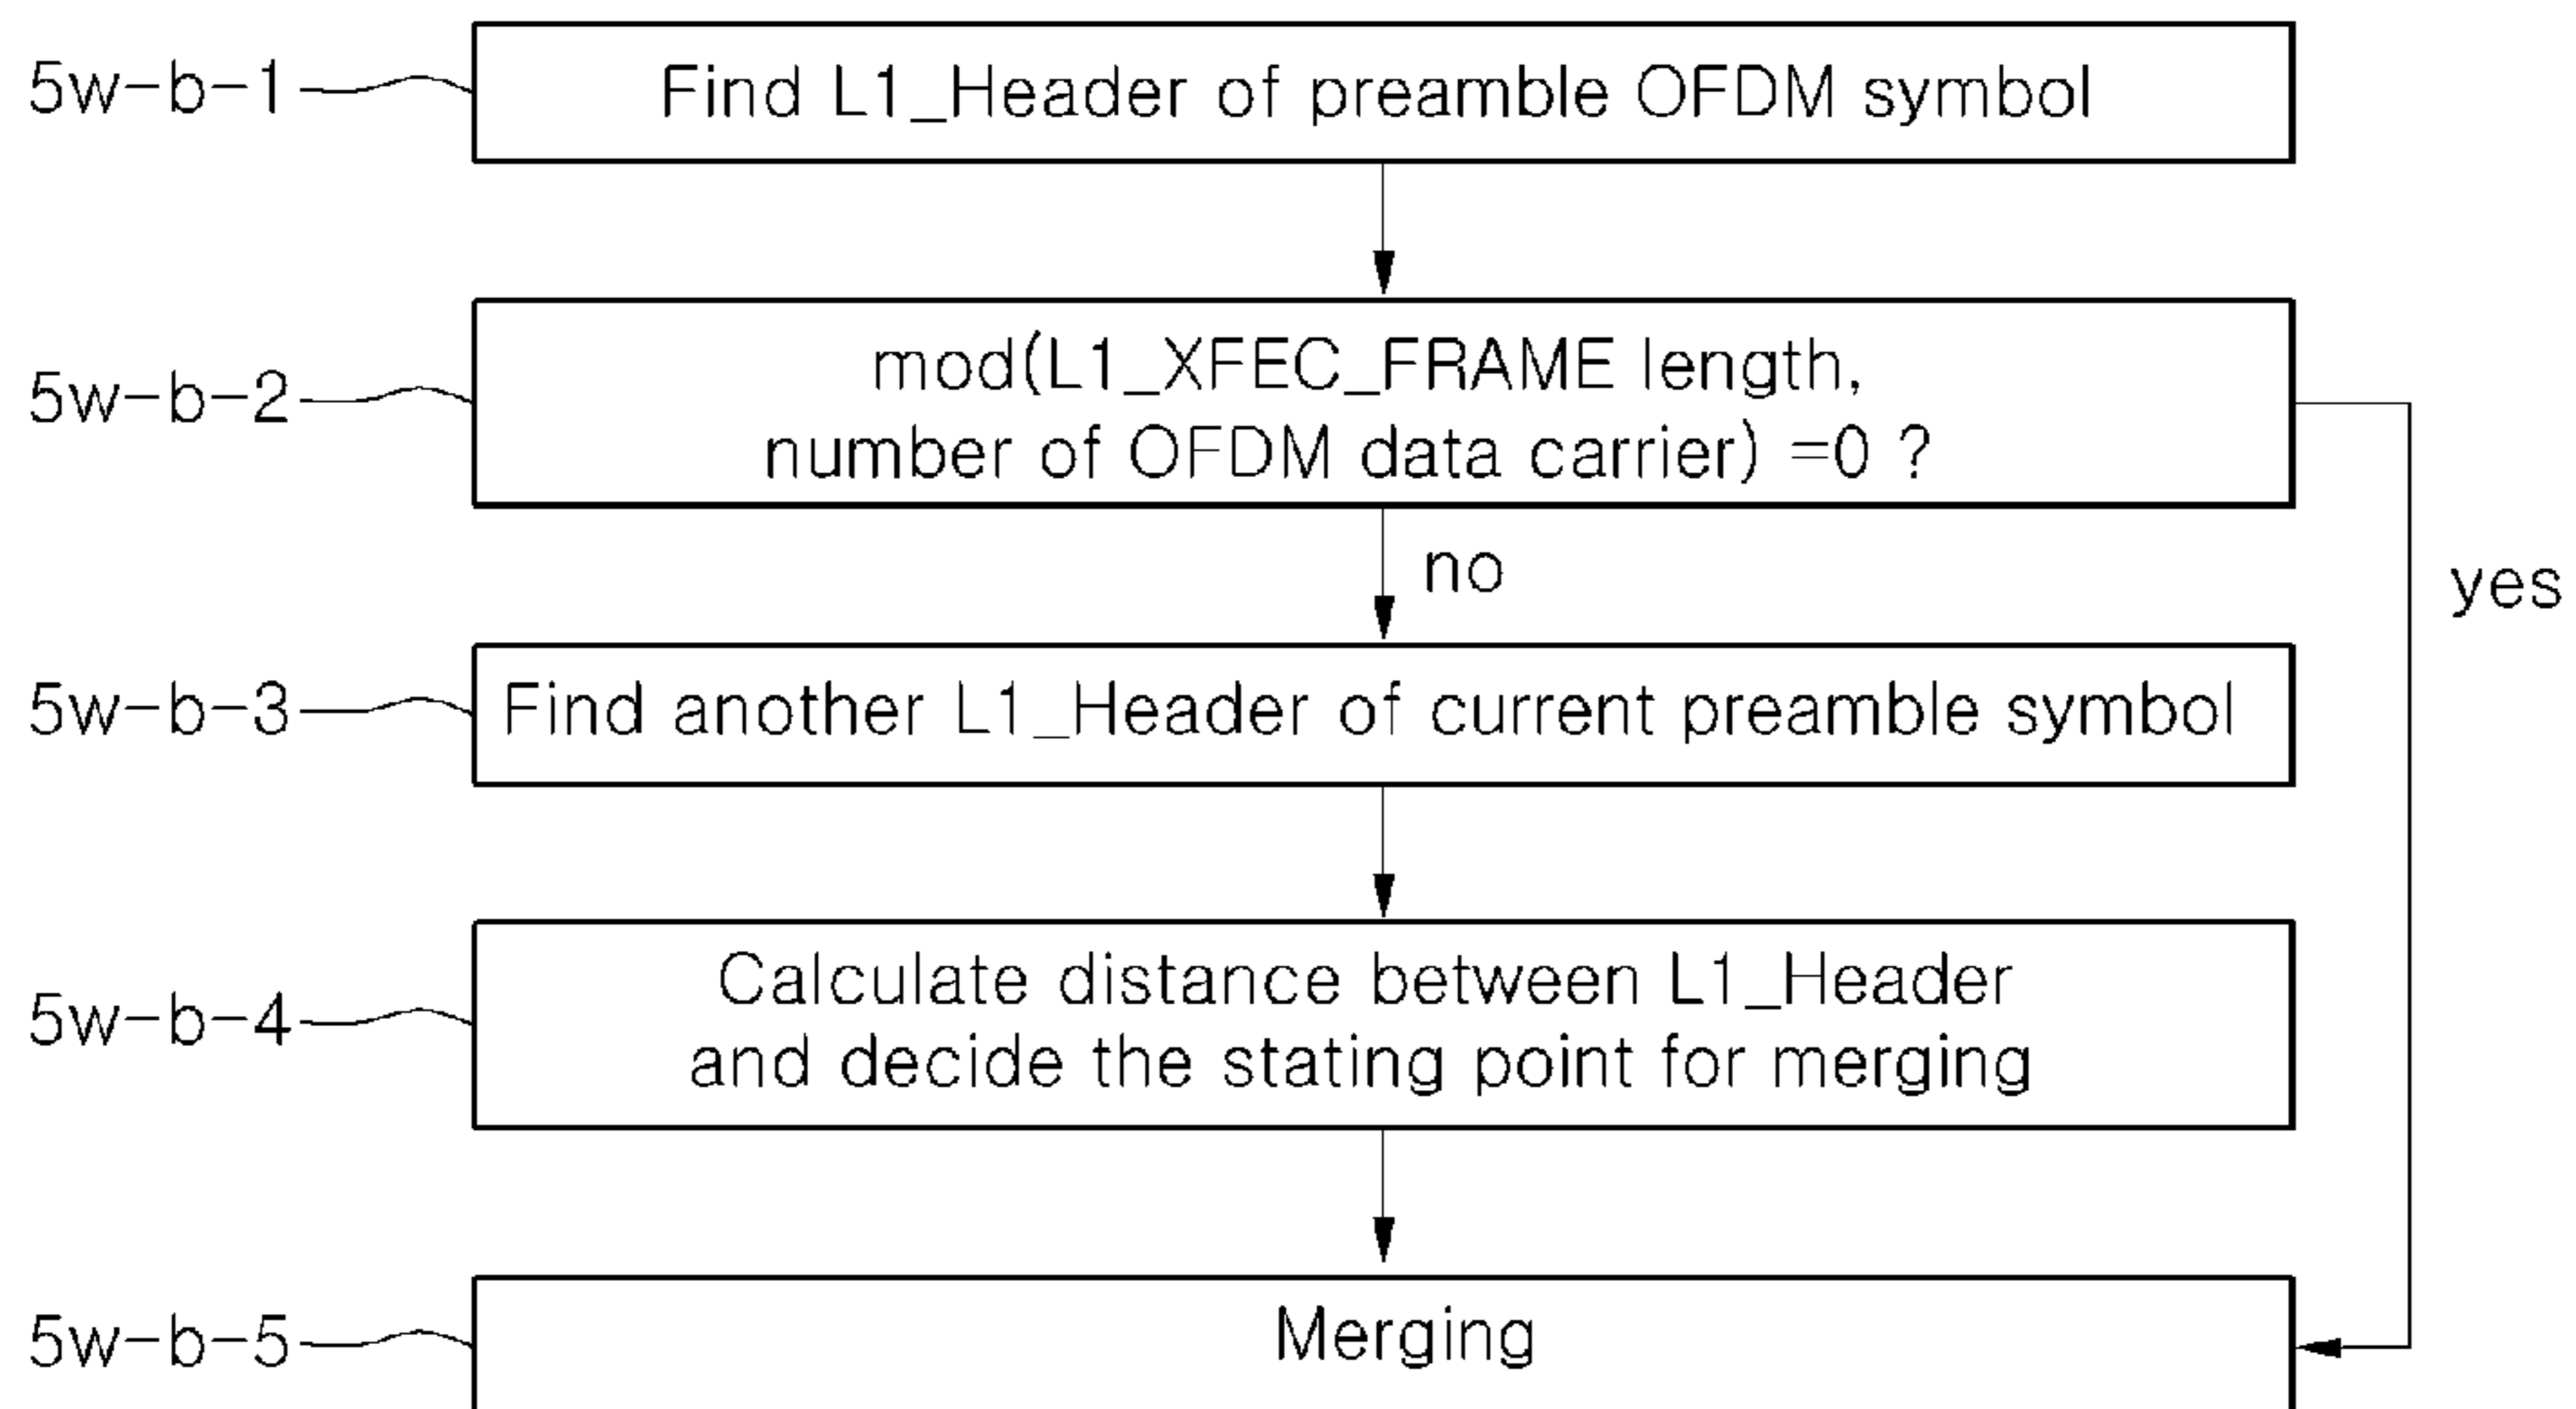 5w-b-1
Find L1_Header of preamble OFDM symbol
5w-b-2
mod(L1_XFEC_FRAME length,
number of OFDM data carrier) =0 ?
no
yes
5w-b-3
Find another L1_Header of current preamble symbol
5w-b-4
Calculate distance between L1_Header
and decide the stating point for merging
5w-b-5
Merging